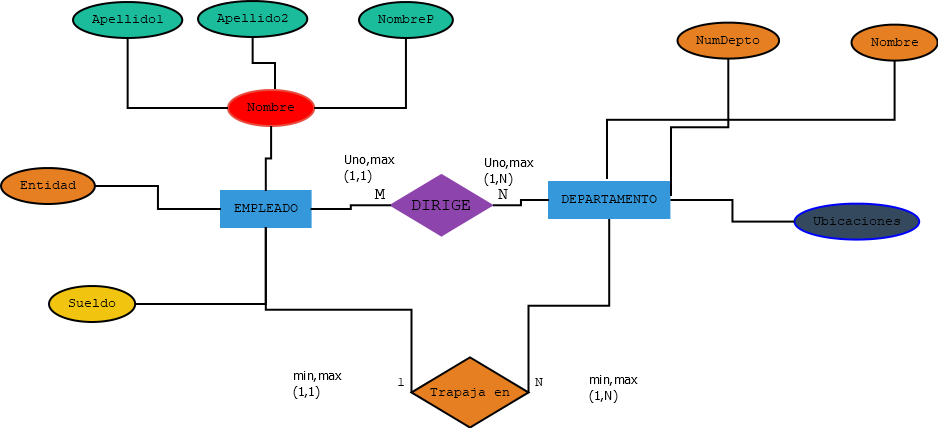 Apellido1
Apellido2
NombreP
NumDepto
Nombre
Nombre
Uno,max
(1,1)
Uno,max
(1,N)
Entidad
M
N
EMPLEADO
DIRIGE
DEPARTAMENTO
Ubicaciones
Sueldo
min,max
(1,1)
1
Trapaja en
N
min,max
(1,N)